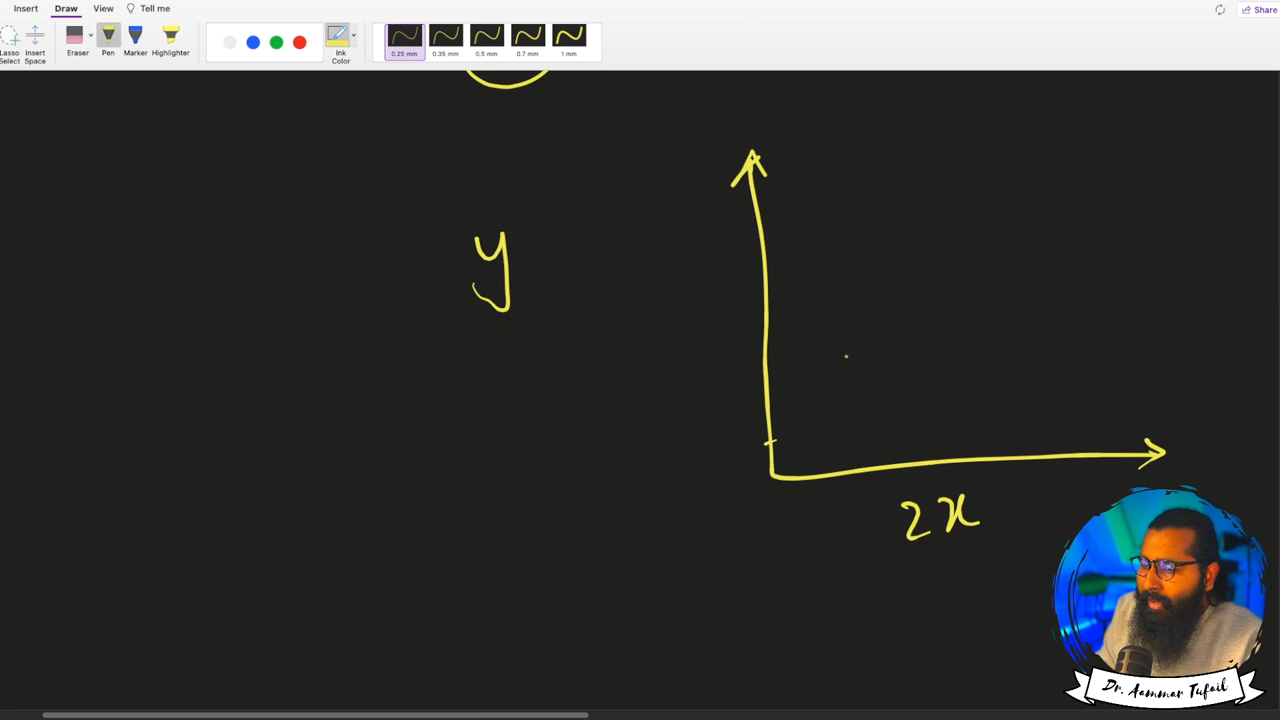 Insert Draw View Tell me
Share
Lasso Select
Insert Space
Eraser
Pen
Marker
Highlighter
Ink Color
0.25 mm
0.35 mm
0.5 mm
0.7 mm
1 mm
y
2x
Dr. Aammar Tufail